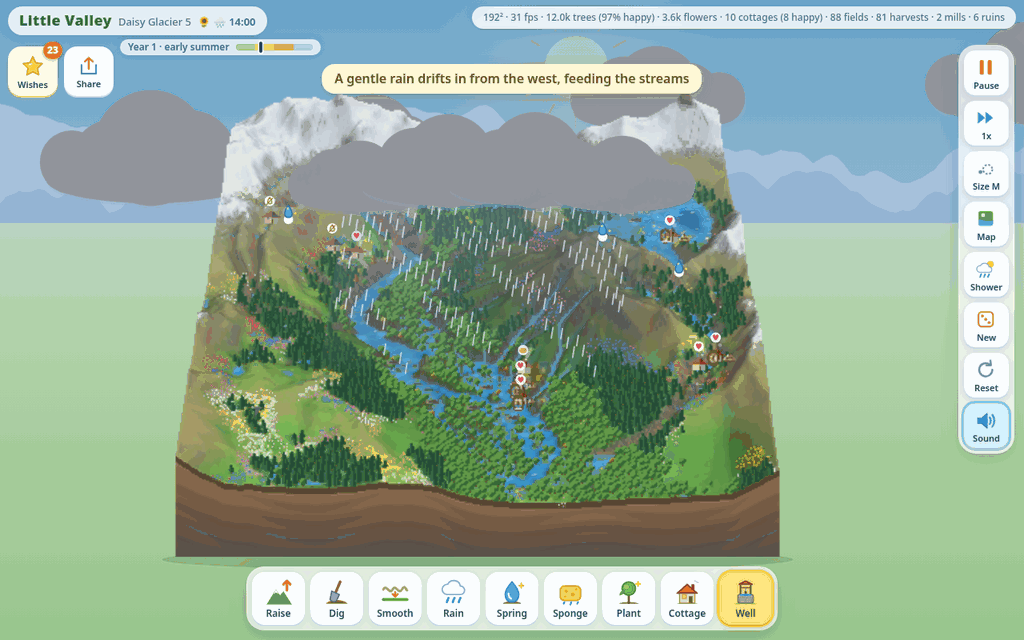 Little Valley Daisy Glacier 5 14:00
192² · 31 fps · 12.0k trees (97% happy) · 3.6k flowers · 10 cottages (8 happy) · 88 fields · 81 harvests · 2 mills · 6 ruins
Year 1 · early summer
23
Wishes
Share
A gentle rain drifts in from the west, feeding the streams
Pause
1x
Size M
Map
Shower
New
Reset
Sound
Raise
Dig
Smooth
Rain
Spring
Sponge
Plant
Cottage
Well